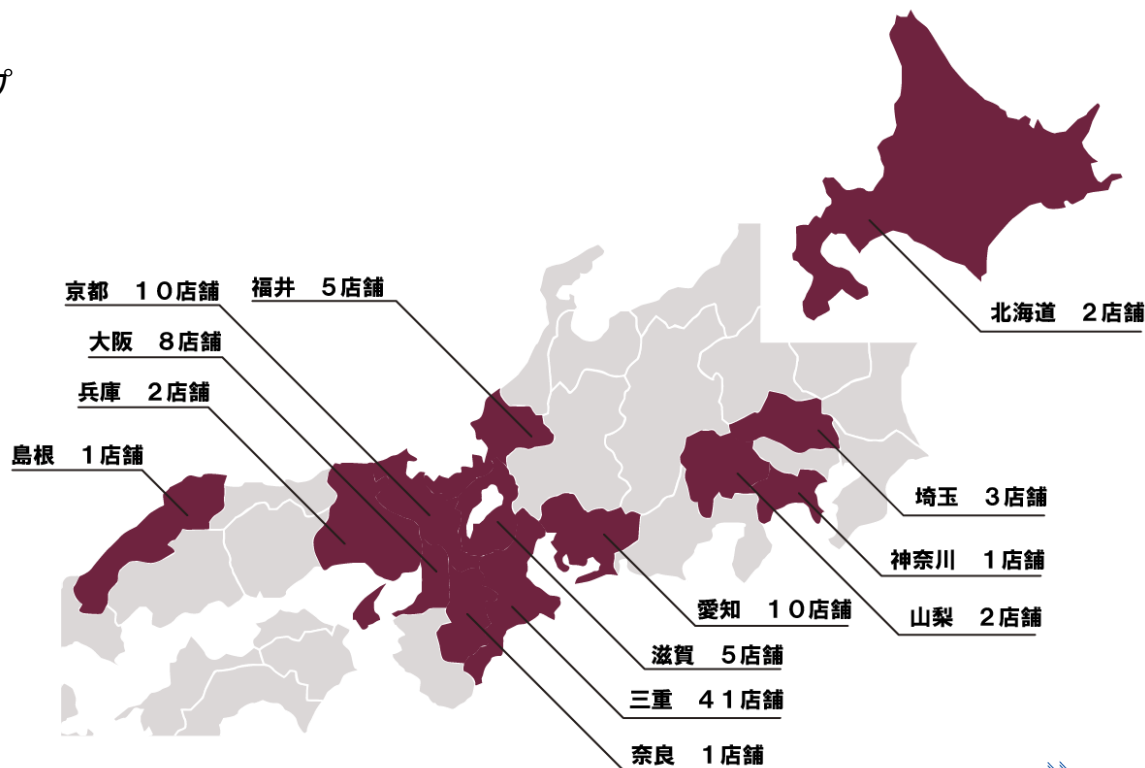 プ
京都　１０店舗
福井　５店舗
大阪　８店舗
兵庫　２店舗
島根　１店舗
北海道　２店舗
埼玉　３店舗
神奈川　１店舗
山梨　２店舗
愛知　１０店舗
滋賀　５店舗
三重　４１店舗
奈良　１店舗